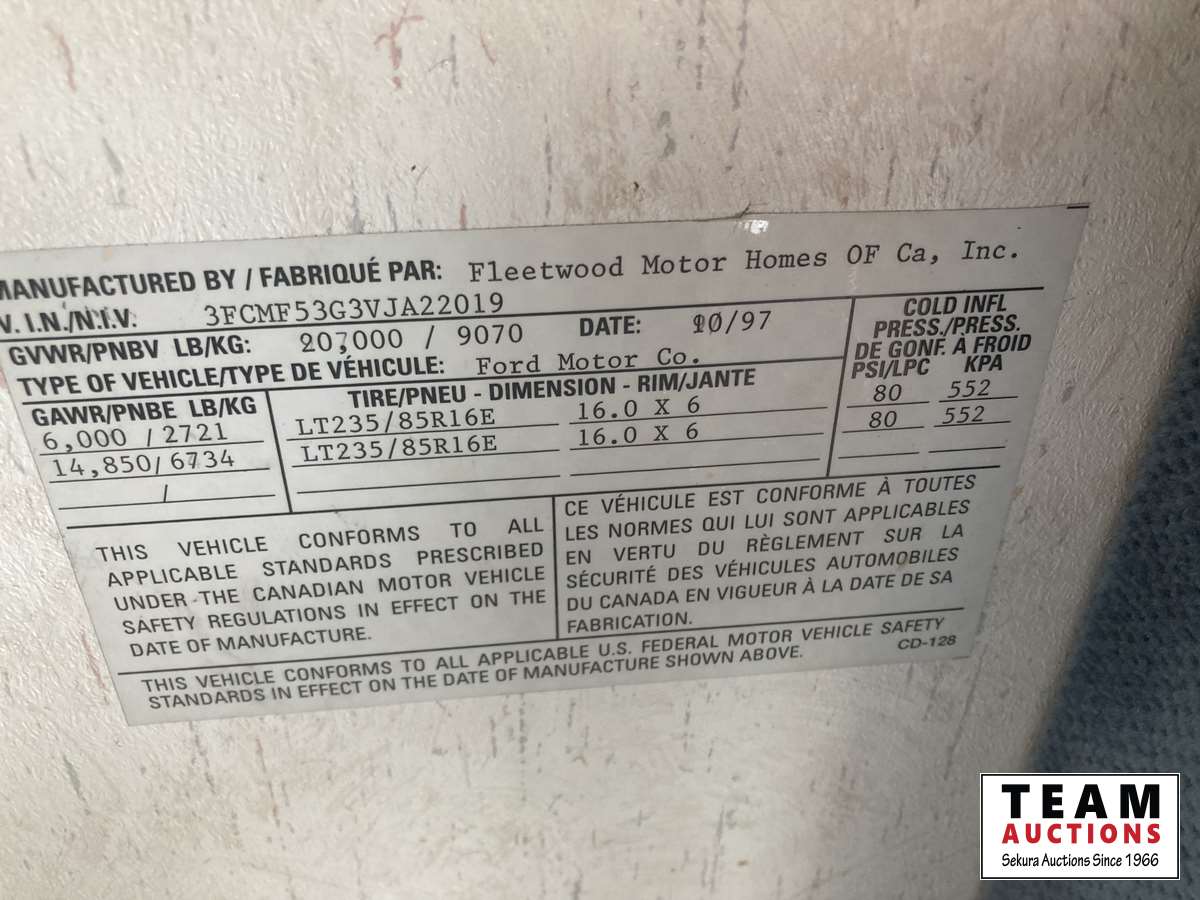 MANUFACTURED BY / FABRIQUÉ PAR: Fleetwood Motor Homes OF Ca, Inc.
V.I.N./N.I.V. 3FCMF53G3VJA22019
GVWR/PNBV LB/KG: 20,000 / 9070 DATE: 10/97
TYPE OF VEHICLE/TYPE DE VÉHICULE: Ford Motor Co.
COLD INFL
PRESS./PRESS.
DE GONF. À FROID
PSI/LPC KPA
GAWR/PNBE LB/KG TIRE/PNEU - DIMENSION - RIM/JANTE
6,000 / 2721 LT235/85R16E 16.0 X 6 80 552
14,850/6734 LT235/85R16E 16.0 X 6 80 552
/
THIS VEHICLE CONFORMS TO ALL
APPLICABLE STANDARDS PRESCRIBED
UNDER THE CANADIAN MOTOR VEHICLE
SAFETY REGULATIONS IN EFFECT ON THE
DATE OF MANUFACTURE.
CE VÉHICULE EST CONFORME À TOUTES
LES NORMES QUI LUI SONT APPLICABLES
EN VERTU DU RÈGLEMENT SUR LA
SÉCURITÉ DES VÉHICULES AUTOMOBILES
DU CANADA EN VIGUEUR À LA DATE DE SA
FABRICATION.
THIS VEHICLE CONFORMS TO ALL APPLICABLE U.S. FEDERAL MOTOR VEHICLE SAFETY
STANDARDS IN EFFECT ON THE DATE OF MANUFACTURE SHOWN ABOVE. CD-128
TEAM
AUCTIONS
Sekura Auctions Since 1966